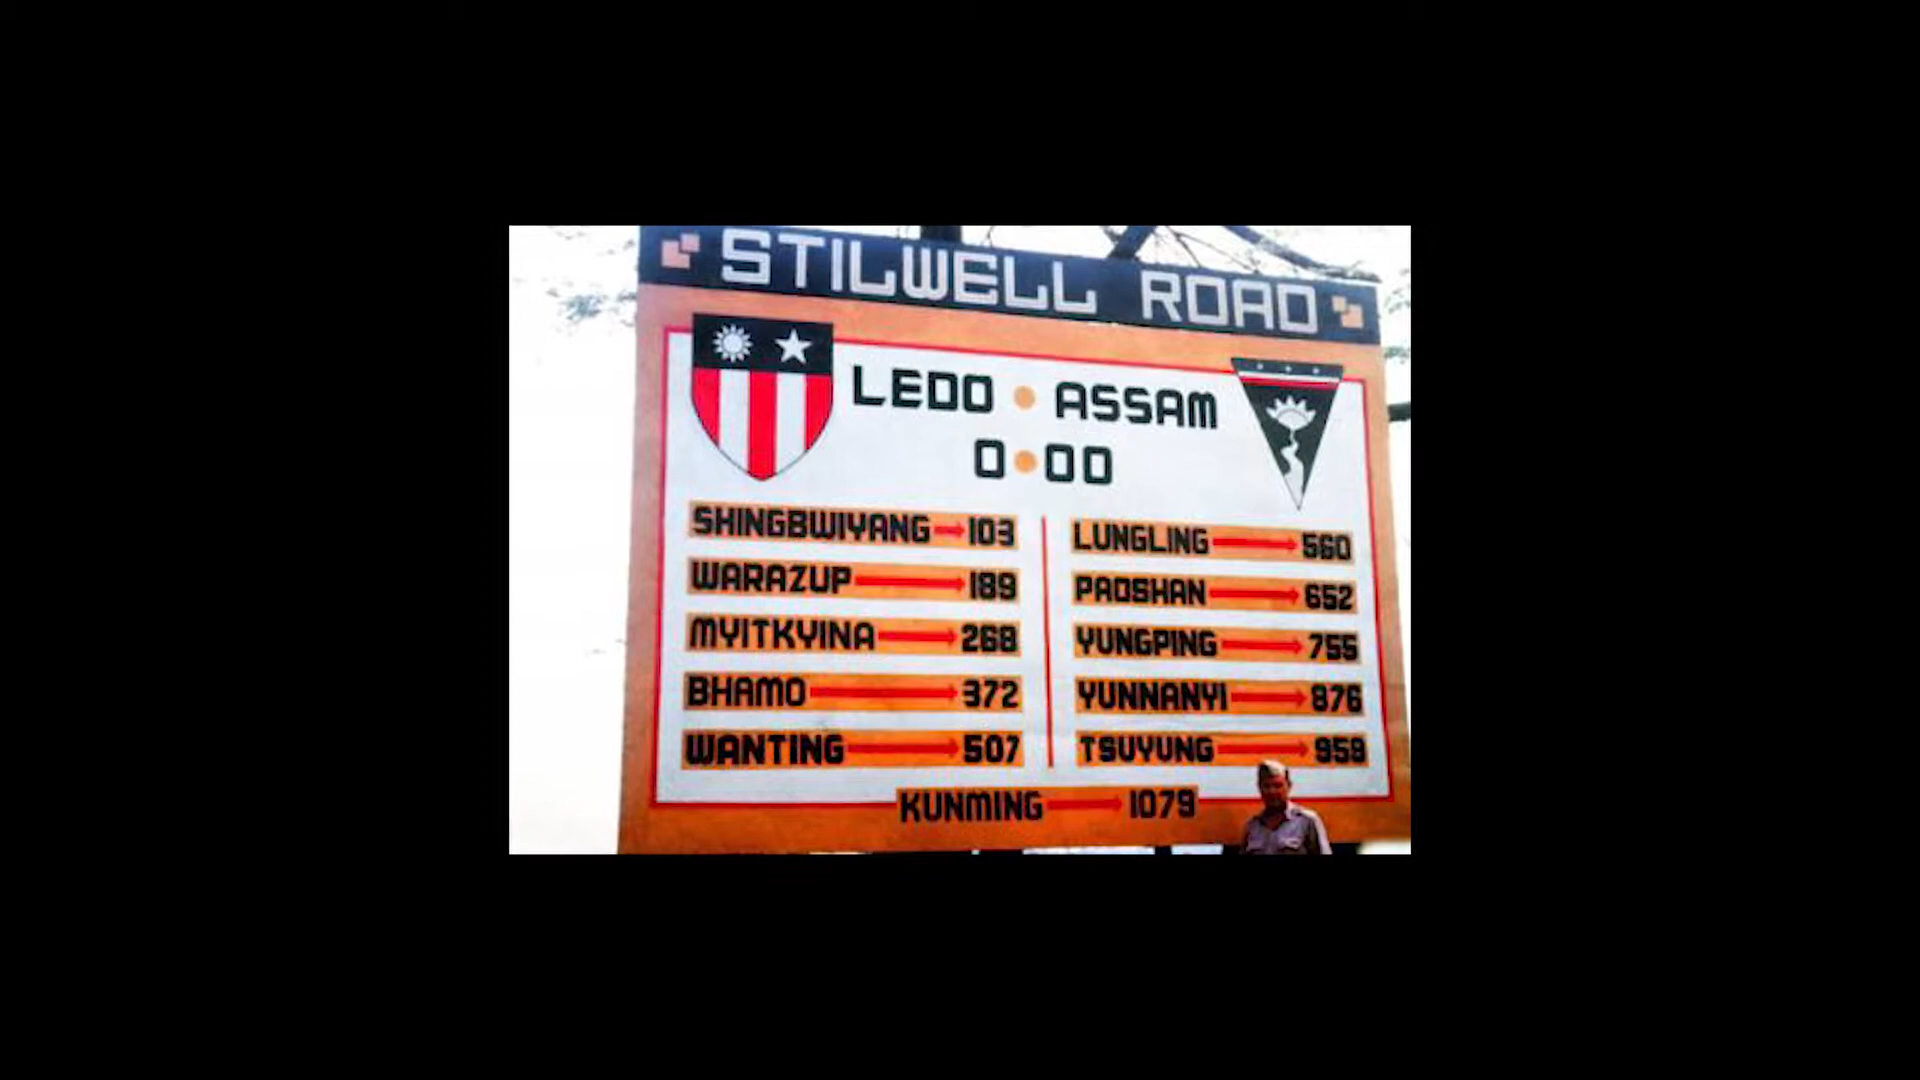 STILWELL ROAD
LEDO • ASSAM
0•00
SHINGBWIYANG 103
WARAZUP 189
MYITKYINA 268
BHAMO 372
WANTING 507
LUNGLING 560
PAOSHAN 652
YUNGPING 755
YUNNANYI 876
TSUYUNG 959
KUNMING 1079